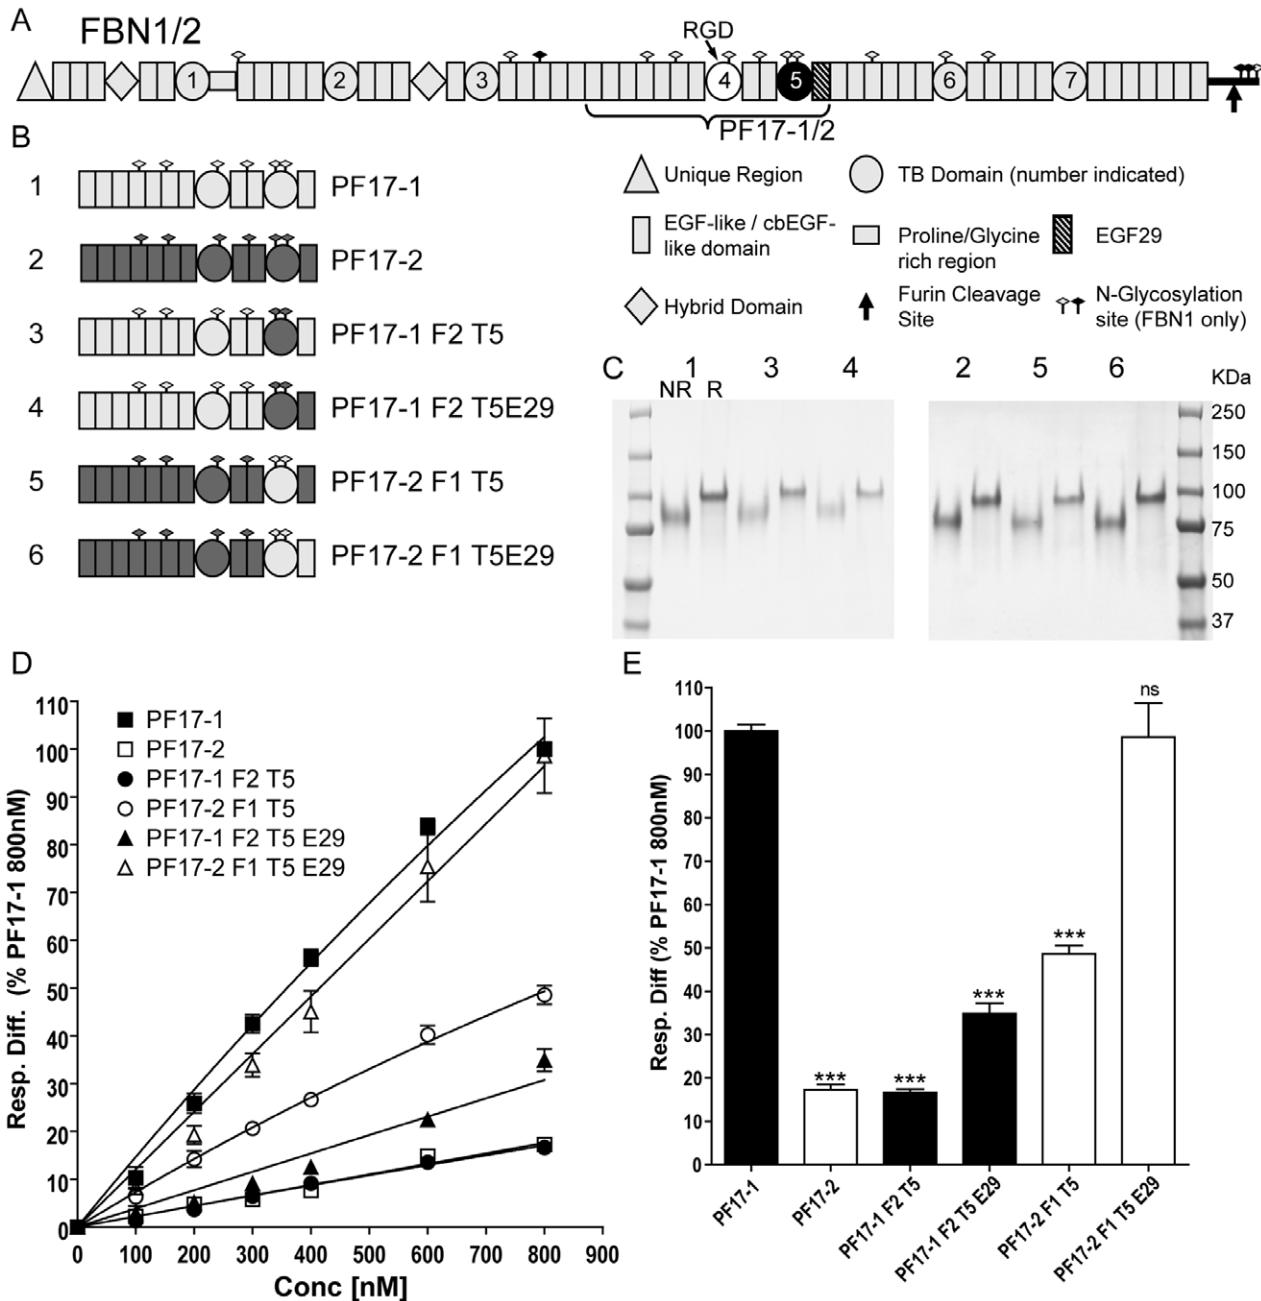 A
FBN1/2
RGD
1
2
3
4
5
6
7
PF17-1/2
B
1 PF17-1
2 PF17-2
3 PF17-1 F2 T5
4 PF17-1 F2 T5E29
5 PF17-2 F1 T5
6 PF17-2 F1 T5E29
Unique Region
TB Domain (number indicated)
EGF-like / cbEGF-
like domain
Proline/Glycine
rich region
EGF29
Hybrid Domain
Furin Cleavage
Site
N-Glycosylation
site (FBN1 only)
C
1 3 4 2 5 6
NR R
KDa
250
150
100
75
50
37
D
110
100
90
80
70
60
50
40
30
20
10
0
Resp. Diff. (% PF17-1 800nM)
PF17-1
PF17-2
PF17-1 F2 T5
PF17-2 F1 T5
PF17-1 F2 T5 E29
PF17-2 F1 T5 E29
0 100 200 300 400 500 600 700 800 900
Conc [nM]
E
110
100
90
80
70
60
50
40
30
20
10
0
Resp. Diff (% PF17-1 800nM)
***
***
***
***
ns
PF17-1
PF17-2
PF17-1 F2 T5
PF17-1 F2 T5 E29
PF17-2 F1 T5
PF17-2 F1 T5 E29